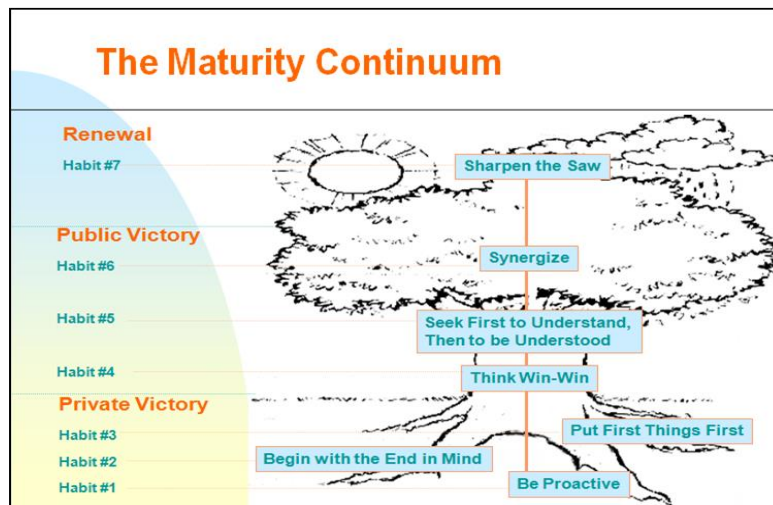 The Maturity Continuum
Renewal
Habit #7
Sharpen the Saw
Public Victory
Habit #6
Synergize
Habit #5
Seek First to Understand,
Then to be Understood
Habit #4
Think Win-Win
Private Victory
Habit #3
Put First Things First
Habit #2
Begin with the End in Mind
Habit #1
Be Proactive